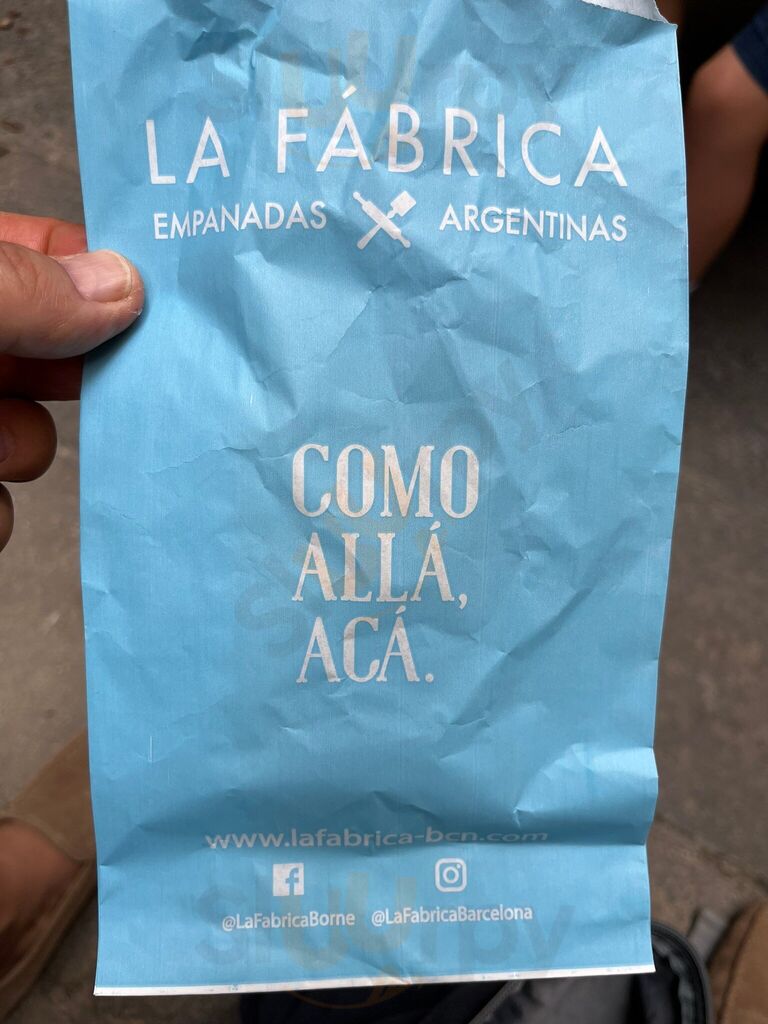 LA FÁBRICA
EMPANADAS ARGENTINAS
COMO
ALLÁ,
ACÁ.
www.lafabrica-bcn.com
@LaFabricaBorne @LaFabricaBarcelona